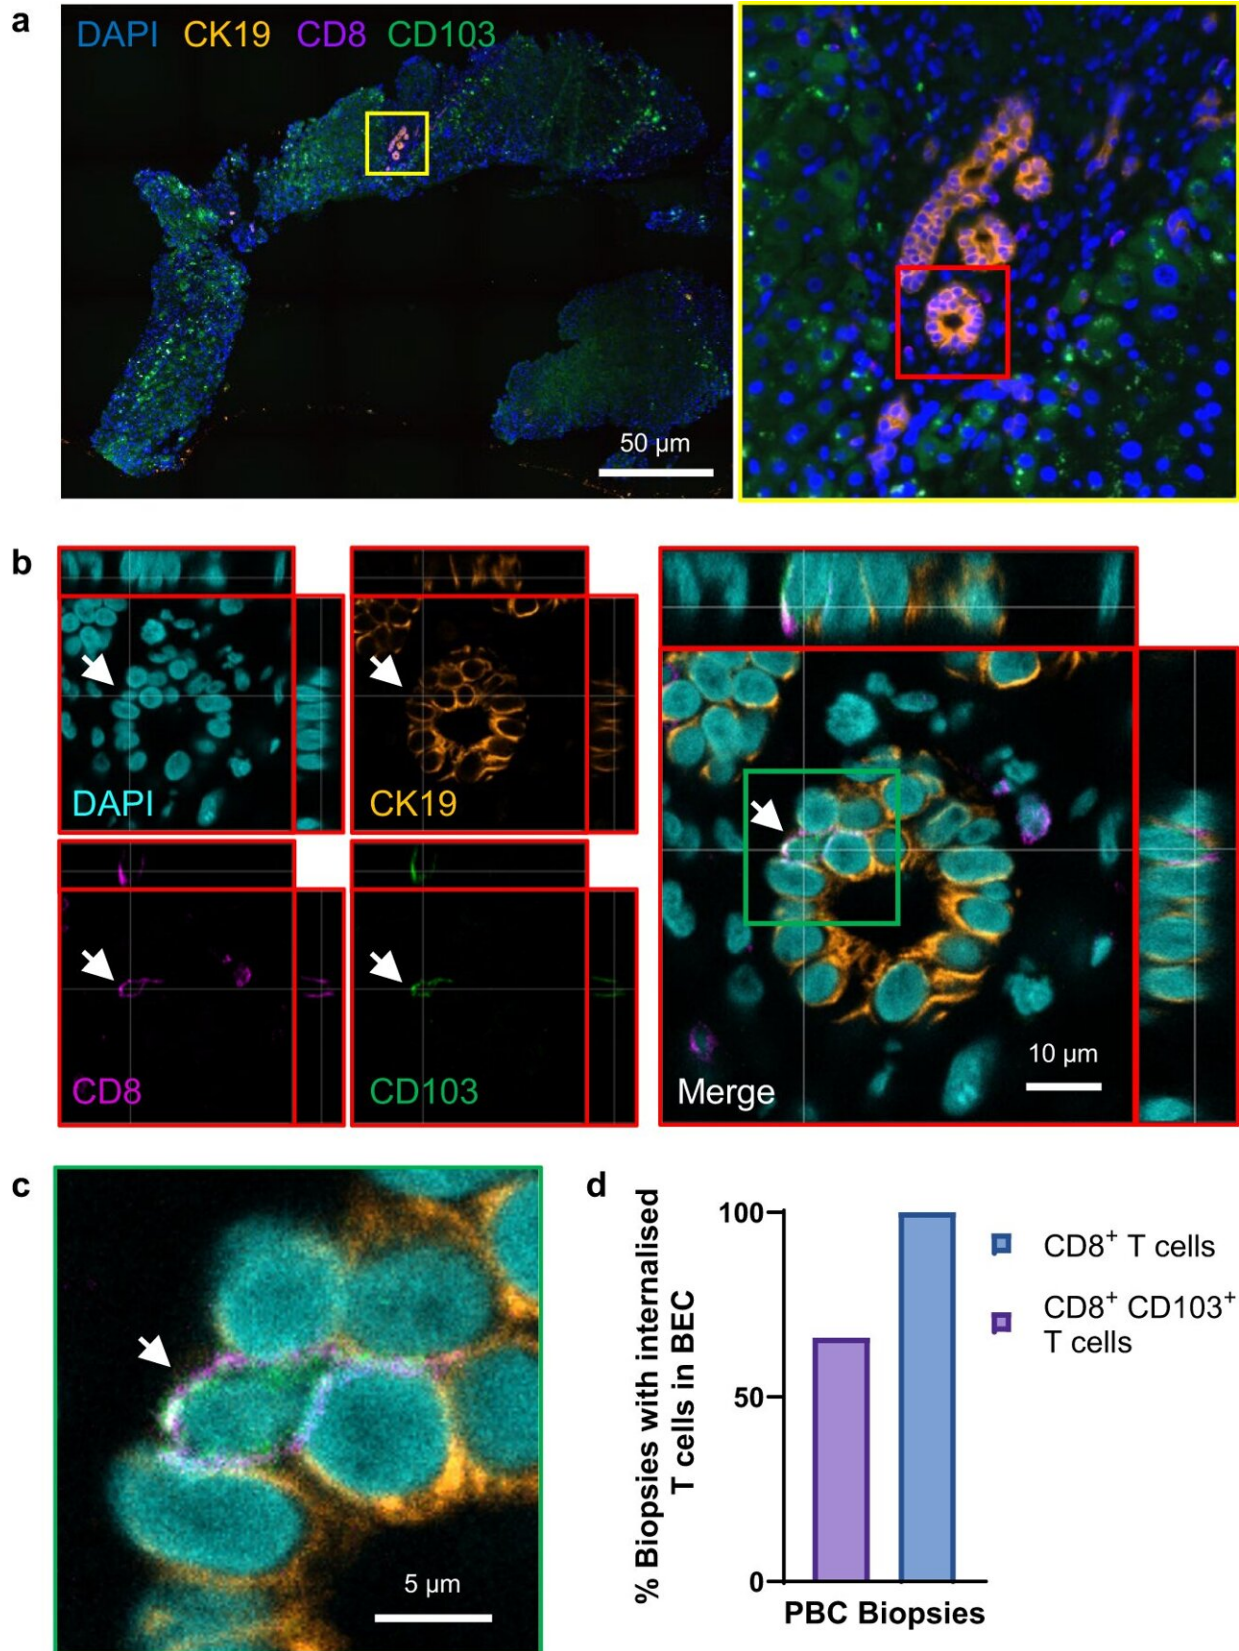 a
DAPI CK19 CD8 CD103
50 µm
b
DAPI
CK19
CD8
CD103
Merge
10 µm
c
5 µm
d
% Biopsies with internalised
T cells in BEC
100
50
0
PBC Biopsies
CD8⁺ T cells
CD8⁺ CD103⁺
T cells